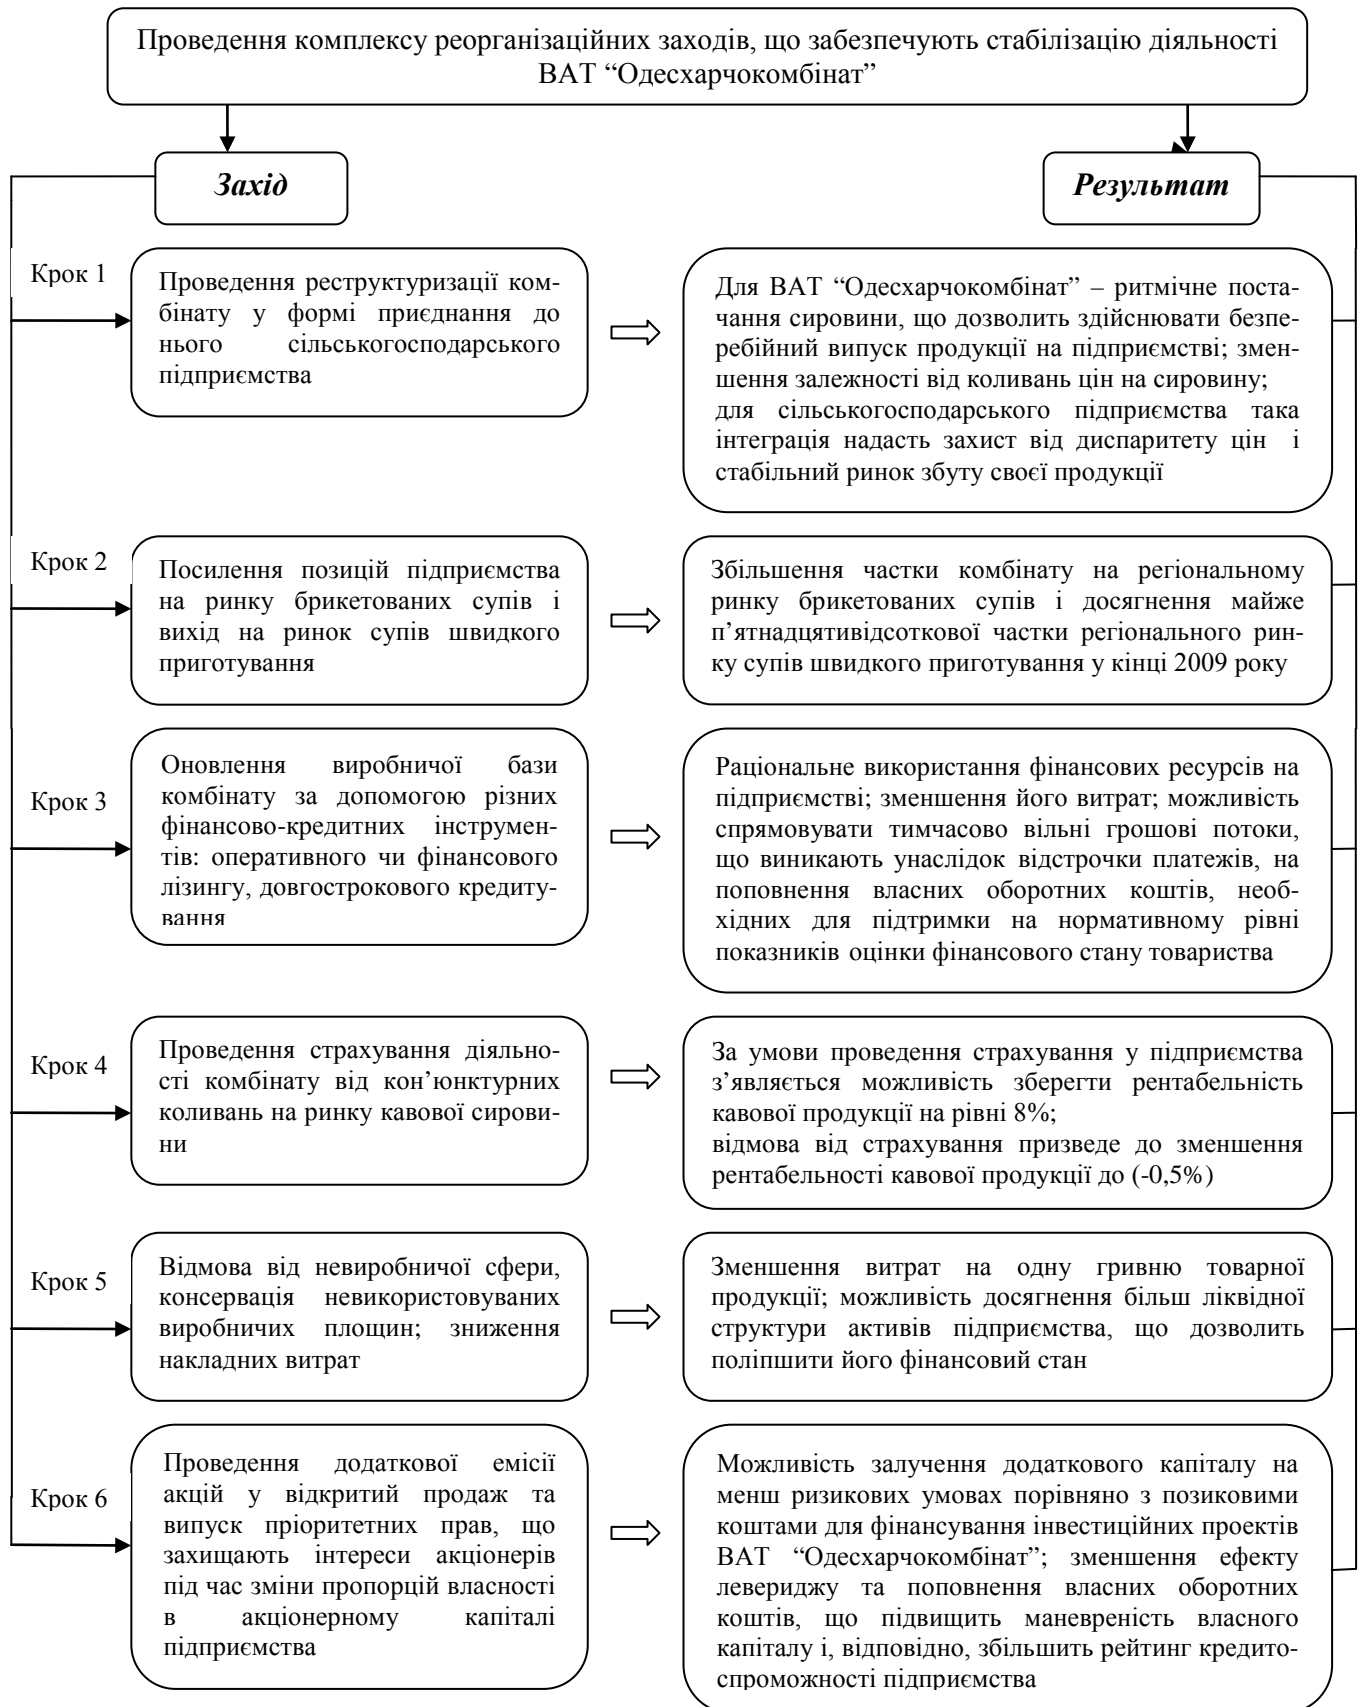 Проведення комплексу реорганізаційних заходів, що забезпечують стабілізацію діяльності
ВАТ “Одесхарчокомбінат”
Захід
Результат
Крок 1
Проведення реструктуризації ком-
бінату у формі приєднання до
нього сільськогосподарського
підприємства
Для ВАТ “Одесхарчокомбінат” – ритмічне поста-
чання сировини, що дозволить здійснювати безпе-
ребійний випуск продукції на підприємстві; змен-
шення залежності від коливань цін на сировину;
для сільськогосподарського підприємства така
інтеграція надасть захист від диспаритету цін і
стабільний ринок збуту своєї продукції
Крок 2
Посилення позицій підприємства
на ринку брикетованих супів і
вихід на ринок супів швидкого
приготування
Збільшення частки комбінату на регіональному
ринку брикетованих супів і досягнення майже
п’ятнадцятивідсоткової частки регіонального рин-
ку супів швидкого приготування у кінці 2009 року
Крок 3
Оновлення виробничої бази
комбінату за допомогою різних
фінансово-кредитних інструмен-
тів: оперативного чи фінансового
лізингу, довгострокового кредиту-
вання
Раціональне використання фінансових ресурсів на
підприємстві; зменшення його витрат; можливість
спрямовувати тимчасово вільні грошові потоки,
що виникають унаслідок відстрочки платежів, на
поповнення власних оборотних коштів, необ-
хідних для підтримки на нормативному рівні
показників оцінки фінансового стану товариства
Крок 4
Проведення страхування діяльно-
сті комбінату від кон’юнктурних
коливань на ринку кавової сирови-
ни
За умови проведення страхування у підприємства
з’являється можливість зберегти рентабельність
кавової продукції на рівні 8%;
відмова від страхування призведе до зменшення
рентабельності кавової продукції до (-0,5%)
Крок 5
Відмова від невиробничої сфери,
консервація невикористовуваних
виробничих площин; зниження
накладних витрат
Зменшення витрат на одну гривню товарної
продукції; можливість досягнення більш ліквідної
структури активів підприємства, що дозволить
поліпшити його фінансовий стан
Крок 6
Проведення додаткової емісії
акцій у відкритий продаж та
випуск пріоритетних прав, що
захищають інтереси акціонерів
під час зміни пропорцій власності
в акціонерному капіталі
підприємства
Можливість залучення додаткового капіталу на
менш ризикових умовах порівняно з позиковими
коштами для фінансування інвестиційних проектів
ВАТ “Одесхарчокомбінат”; зменшення ефекту
левериджу та поповнення власних оборотних
коштів, що підвищить маневреність власного
капіталу і, відповідно, збільшить рейтинг кредито-
спроможності підприємства